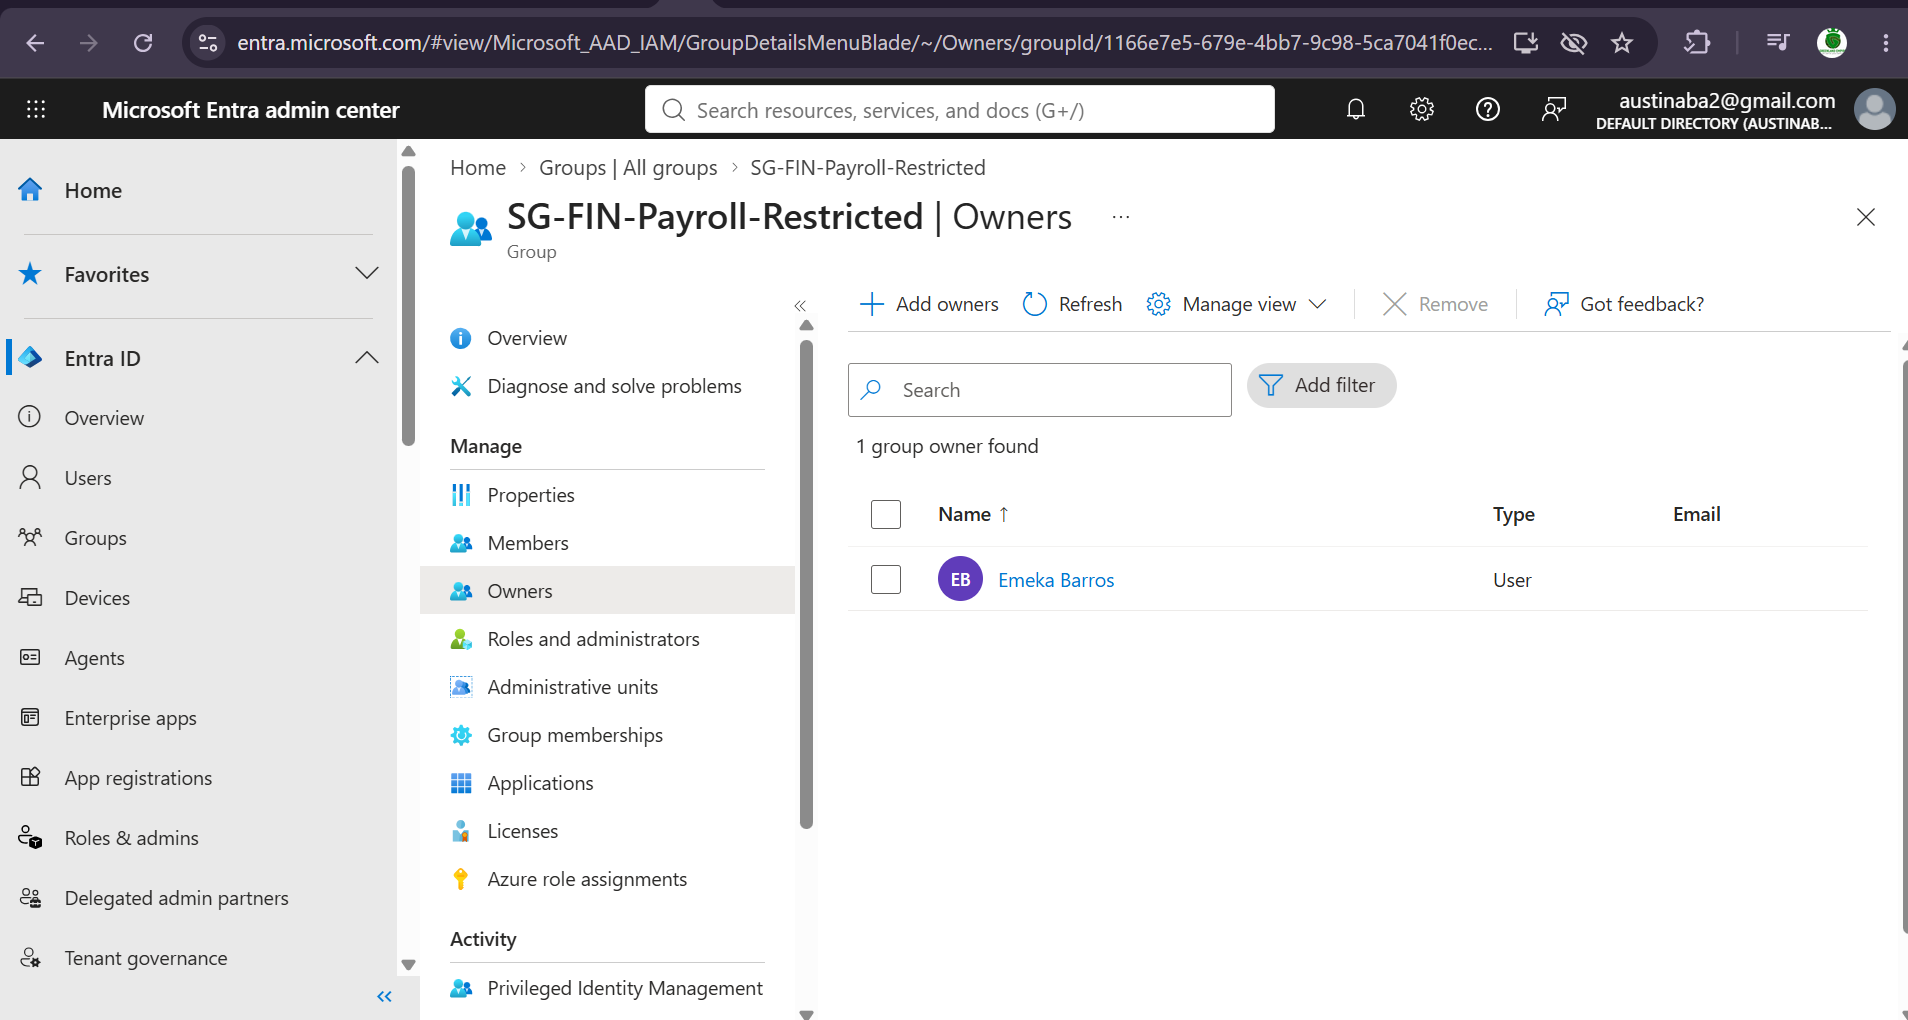 entra.microsoft.com/#view/Microsoft_AAD_IAM/GroupDetailsMenuBlade/~/Owners/groupId/1166e7e5-679e-4bb7-9c98-5ca7041f0ec...
Microsoft Entra admin center
Search resources, services, and docs (G+/)
austinaba2@gmail.com
DEFAULT DIRECTORY (AUSTINAB...
Home
Favorites
Entra ID
Overview
Users
Groups
Devices
Agents
Enterprise apps
App registrations
Roles & admins
Delegated admin partners
Tenant governance
Home > Groups | All groups > SG-FIN-Payroll-Restricted
SG-FIN-Payroll-Restricted | Owners ...
Group
Overview
Diagnose and solve problems
Manage
Properties
Members
Owners
Roles and administrators
Administrative units
Group memberships
Applications
Licenses
Azure role assignments
Activity
Privileged Identity Management
Add owners Refresh Manage view Remove Got feedback?
Search Add filter
1 group owner found
Name ↑ Type Email
EB Emeka Barros User